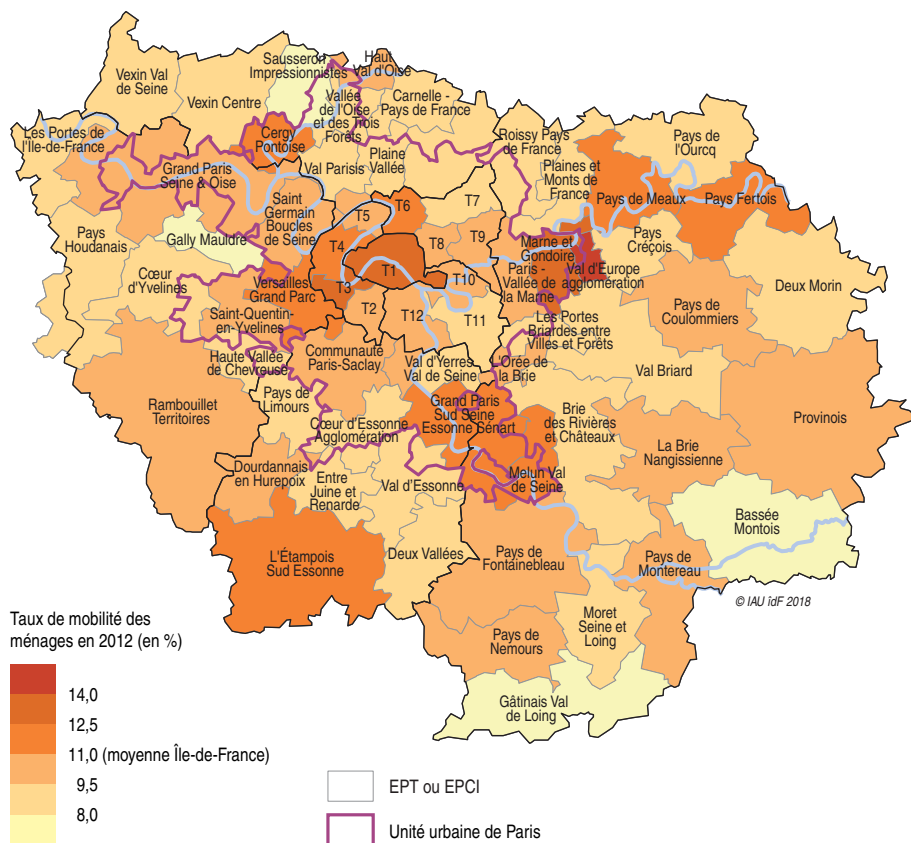 Vexin Val
de Seine
Sausseron
Impressionnistes
Haut
Val d'Oise
Vexin Centre
Vallée
de l'Oise
et des Trois
Forêts
Carnelle -
Pays de France
Les Portes de
l'Ile-de-France
Cergy
Pontoise
Roissy Pays
de France
Pays de
l'Ourcq
Grand Paris
Seine & Oise
Val Parisis
Plaine
Vallée
Plaines et
Monts de
France
Pays de Meaux
Pays Fertois
Saint
Germain
Boucles
de Seine
T6
T5
T7
Pays
Houdanais
Gally Mauldre
T4
T8
T9
Marne et
Gondoire
Pays
Créçois
Cœur
d'Yvelines
Versailles
Grand Parc
T1
T3
T10
Paris -
Vallée de
la Marne
Val d'Europe
agglomération
Deux Morin
Saint-Quentin-
en-Yvelines
T2
T12
T11
Les Portes
Briardes entre
Villes et Forêts
Pays de
Coulommiers
Haute Vallée
de Chevreuse
Communauté
Paris-Saclay
Val d'Yerres
Val de Seine
L'Orée de
la Brie
Val Briard
Rambouillet
Territoires
Pays de
Limours
Grand Paris
Sud Seine
Essonne Sénart
Brie
des Rivières
et Châteaux
Provinois
Cœur d'Essonne
Agglomération
La Brie
Nangissienne
Dourdannais
en Hurepoix
Entre
Juine et
Renarde
Val d'Essonne
Melun Val
de Seine
Bassée
Montois
L'Étampois
Sud Essonne
Deux Vallées
Pays de
Fontainebleau
Pays de
Montereau
© IAU îdF 2018
Moret
Seine et
Loing
Pays de
Nemours
Gâtinais Val
de Loing
Taux de mobilité des
ménages en 2012 (en %)
14,0
12,5
11,0 (moyenne Île-de-France)
9,5
8,0
EPT ou EPCI
Unité urbaine de Paris